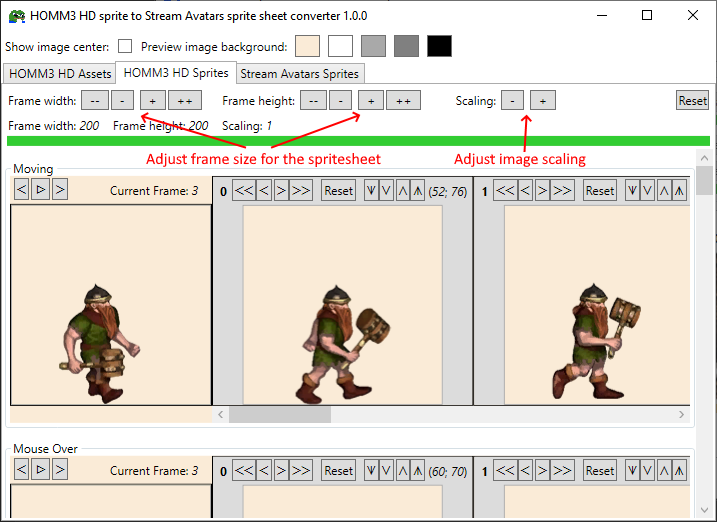 HOMM3 HD sprite to Stream Avatars sprite sheet converter 1.0.0
Show image center: Preview image background:
HOMM3 HD Assets HOMM3 HD Sprites Stream Avatars Sprites
Frame width: -- - + ++ Frame height: -- - + ++ Scaling: - + Reset
Frame width: 200 Frame height: 200 Scaling: 1
Adjust frame size for the spritesheet Adjust image scaling
Moving
< > Current Frame: 3 0 << < > >> Reset (52; 76) 1 << < > >> Reset
Mouse Over
< > Current Frame: 3 0 << < > >> Reset (60; 70) 1 << < > >> Reset